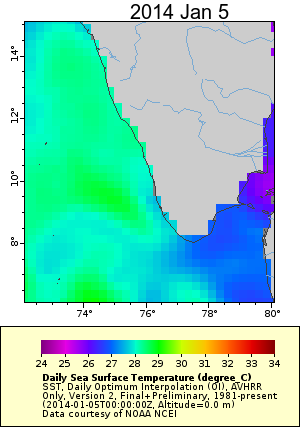 2014 Jan 5
14°
12°
10°
8°
74° 76° 78° 80°
24 25 26 27 28 29 30 31 32 33 34
Daily Sea Surface Temperature (degree_C)
SST, Daily Optimum Interpolation (OI), AVHRR
Only, Version 2, Final+Preliminary, 1981-present
(2014-01-05T00:00:00Z, Altitude=0.0 m)
Data courtesy of NOAA NCEI